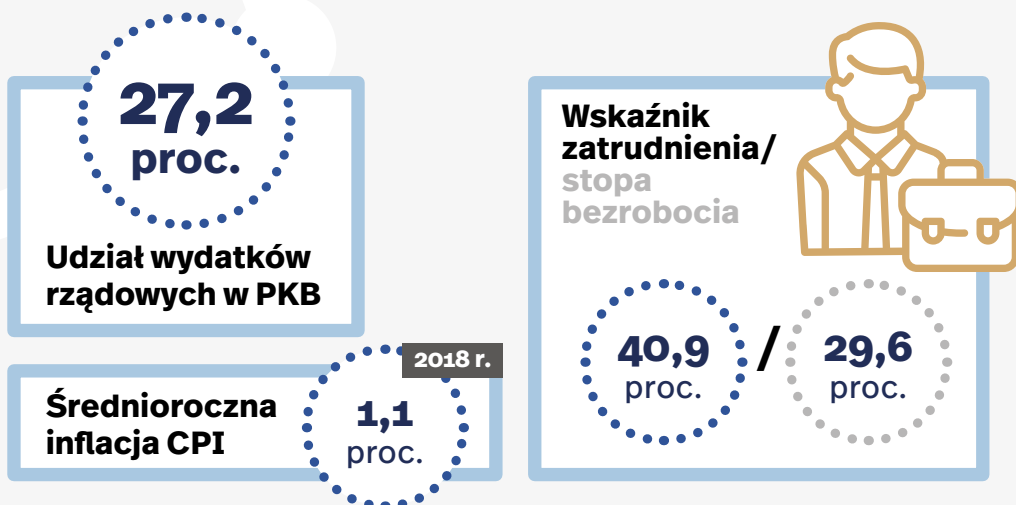 27,2
proc.
Udział wydatków
rządowych w PKB
2018 r.
Średnioroczna
inflacja CPI
1,1
proc.
Wskaźnik
zatrudnienia/
stopa
bezrobocia
40,9
proc.
/
29,6
proc.